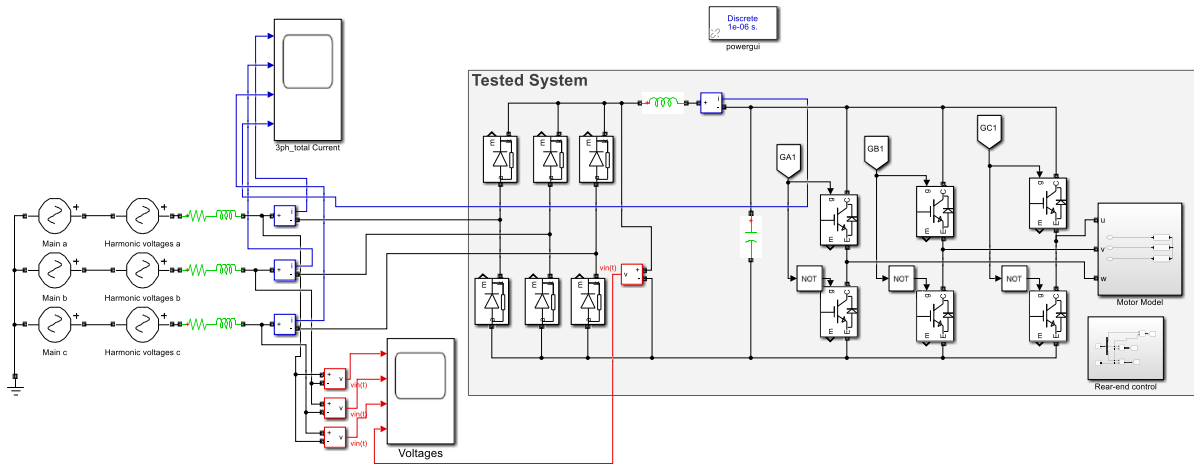 Discrete
1e-06 s.
powergui
Tested System
3ph_total Current
i
+
-
m
m
m
GA1
GB1
GC1
g
C
E
m
g
C
E
m
g
C
E
m
Main a
+
Harmonic voltages a
+
+
i
-
Main b
+
Harmonic voltages b
+
+
i
-
Main c
+
Harmonic voltages c
+
+
i
-
vin(t)
v
+
-
m
m
m
NOT
NOT
NOT
g
C
E
m
g
C
E
m
g
C
E
m
u
v
w
Motor Model
Rear-end control
+
-
v
vin(t)
+
-
v
vin(t)
+
-
v
vin(t)
Voltages